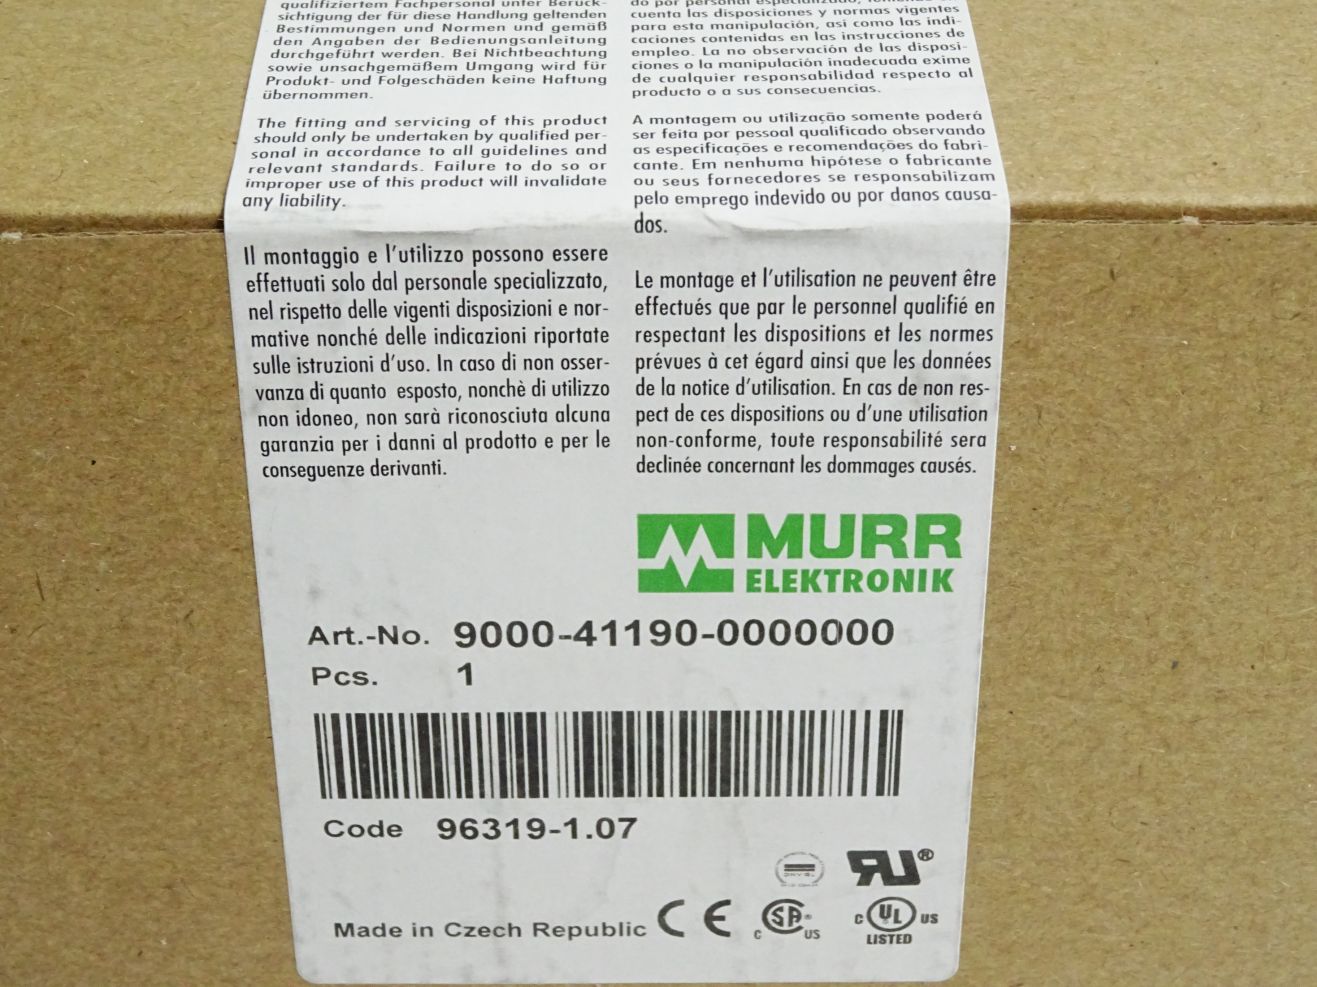 qualifiziertem Fachpersonal unter Berück-
sichtigung der für diese Handlung geltenden
Bestimmungen und Normen und gemäß
den Angaben der Bedienungsanleitung
durchgeführt werden. Bei Nichtbeachtung
sowie unsachgemäßem Umgang wird für
Produkt- und Folgeschäden keine Haftung
übernommen.
The fitting and servicing of this product
should only be undertaken by qualified per-
sonal in accordance to all guidelines and
relevant standards. Failure to do so or
improper use of this product will invalidate
any liability.
Il montaggio e l'utilizzo possono essere
effettuati solo dal personale specializzato,
nel rispetto delle vigenti disposizioni e nor-
mative nonché delle indicazioni riportate
sulle istruzioni d'uso. In caso di non osser-
vanza di quanto esposto, nonchè di utilizzo
non idoneo, non sarà riconosciuta alcuna
garanzia per i danni al prodotto e per le
conseguenze derivanti.
do por personal
cuenta las disposiciones y normas vigentes
para esta manipulación, así como las indi-
caciones contenidas en las instrucciones de
empleo. La no observación de las disposi-
ciones o la manipulación inadecuada exime
de cualquier responsabilidad respecto al
producto o a sus consecuencias.
A montagem ou utilização somente poderá
ser feita por pessoal qualificado observando
as especificações e recomendações do fabri-
cante. Em nenhuma hipótese o fabricante
ou seus fornecedores se responsabilizam
pelo emprego indevido ou por danos causa-
dos.
Le montage et l'utilisation ne peuvent être
effectués que par le personnel qualifié en
respectant les dispositions et les normes
prévues à cet égard ainsi que les données
de la notice d'utilisation. En cas de non res-
pect de ces dispositions ou d'une utilisation
non-conforme, toute responsabilité sera
declinée concernant les dommages causés.
MURR
ELEKTRONIK
Art.-No. 9000-41190-0000000
Pcs. 1
Code 96319-1.07
RU®
Made in Czech Republic CE C SA® US C UL US
LISTED